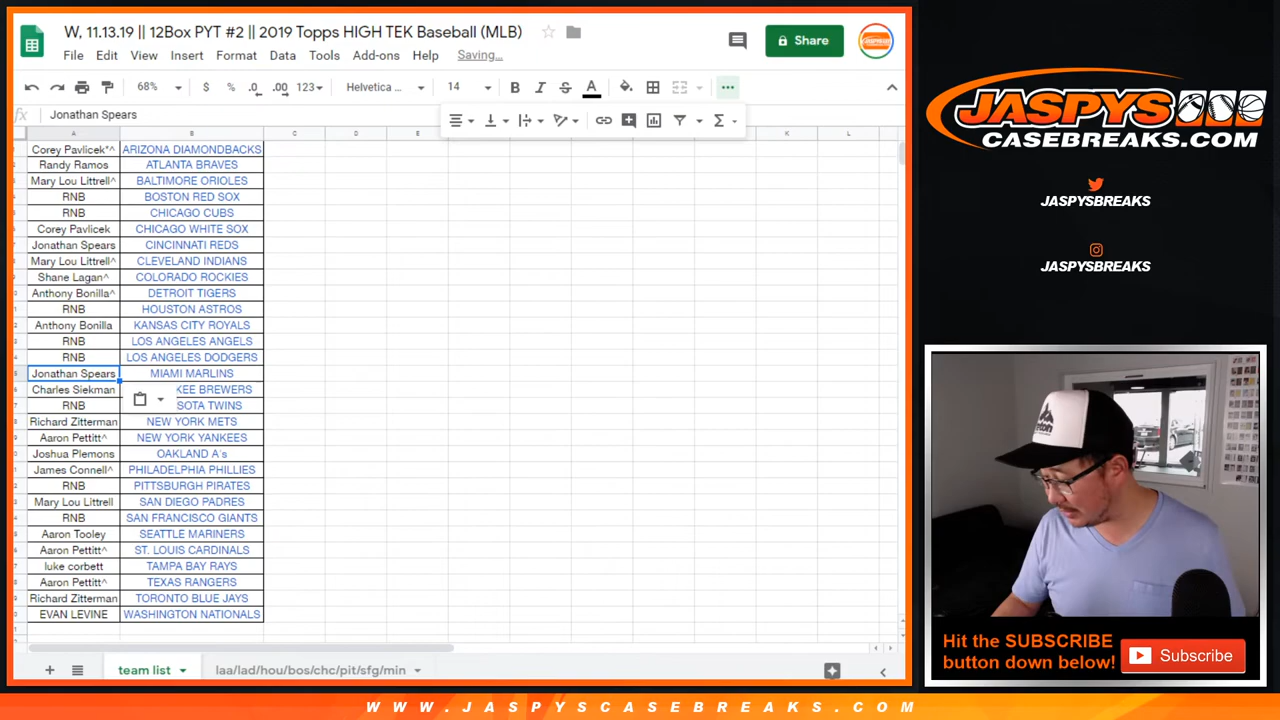 W, 11.13.19 || 12Box PYT #2 || 2019 Topps HIGH TEK Baseball (MLB)
File Edit View Insert Format Data Tools Add-ons Help Saving...
Share
68% $ % .0 .00 123 Helvetica ... 14 B I S A
fx Jonathan Spears
A B C D E K L
Corey Pavlicek*^ ARIZONA DIAMONDBACKS
Randy Ramos ATLANTA BRAVES
Mary Lou Littrell^ BALTIMORE ORIOLES
RNB BOSTON RED SOX
RNB CHICAGO CUBS
Corey Pavlicek CHICAGO WHITE SOX
Jonathan Spears CINCINNATI REDS
Mary Lou Littrell^ CLEVELAND INDIANS
Shane Lagan^ COLORADO ROCKIES
Anthony Bonilla^ DETROIT TIGERS
RNB HOUSTON ASTROS
Anthony Bonilla KANSAS CITY ROYALS
RNB LOS ANGELES ANGELS
RNB LOS ANGELES DODGERS
Jonathan Spears MIAMI MARLINS
Charles Siekman KEE BREWERS
RNB SOTA TWINS
Richard Zitterman NEW YORK METS
Aaron Pettitt^ NEW YORK YANKEES
Joshua Plemons OAKLAND A's
James Connell^ PHILADELPHIA PHILLIES
RNB PITTSBURGH PIRATES
Mary Lou Littrell SAN DIEGO PADRES
RNB SAN FRANCISCO GIANTS
Aaron Tooley SEATTLE MARINERS
Aaron Pettitt^ ST. LOUIS CARDINALS
luke corbett TAMPA BAY RAYS
Aaron Pettitt^ TEXAS RANGERS
Richard Zitterman TORONTO BLUE JAYS
EVAN LEVINE WASHINGTON NATIONALS
team list laa/lad/hou/bos/chc/pit/sfg/min
JASPYS
CASEBREAKS.COM
JASPYSBREAKS
JASPYSBREAKS
Hit the SUBSCRIBE
button down below!
Subscribe
WWW.JASPYSCASEBREAKS.COM